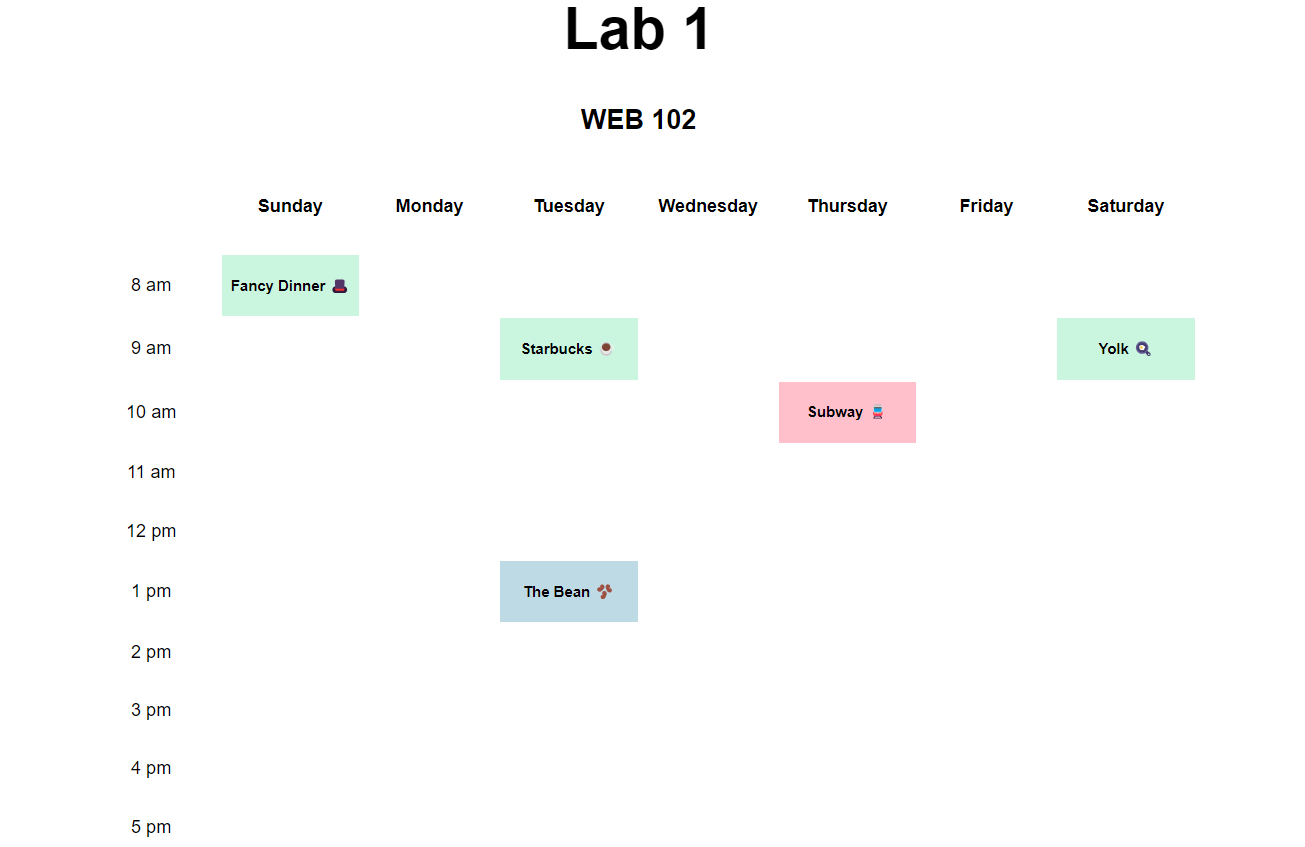 Lab 1
WEB 102
Sunday Monday Tuesday Wednesday Thursday Friday Saturday
8 am Fancy Dinner 🎩
9 am Starbucks ☕ Yolk 🍳
10 am Subway 🚊
11 am
12 pm
1 pm The Bean 🫘
2 pm
3 pm
4 pm
5 pm